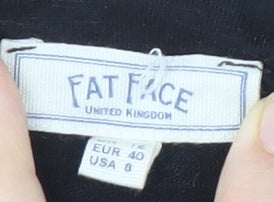 FAT FACE
UNITED KINGDOM
EUR 40
USA 8